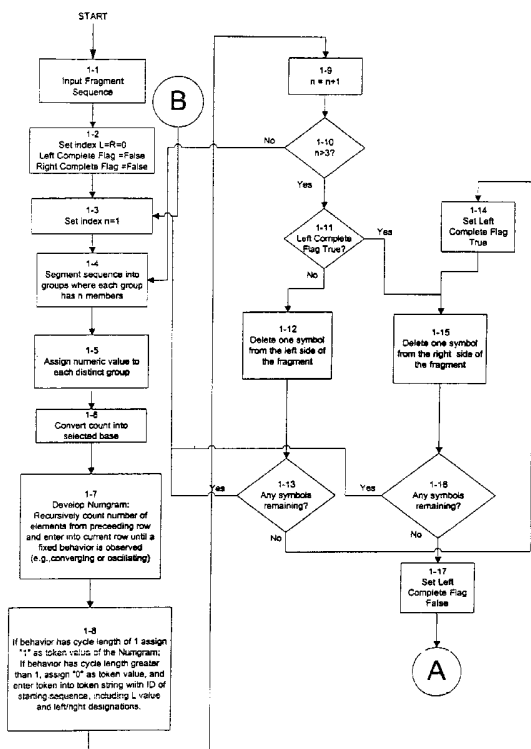 START
1-1
Input Fragment
Sequence
1-2
Set index L=R=0
Left Complete Flag =False
Right Complete Flag =False
1-3
Set index n=1
1-4
Segment sequence into
groups where each group
has n members
1-5
Assign numeric value to
each distinct group
1-6
Convert count into
selected base
1-7
Develop Numgram:
Recursively count number of
elements from preceeding row
and enter into current row until a
fixed behavior is observed
(e.g.,converging or oscillating)
1-8
If behavior has cycle length of 1 assign
"1" as token value of the Numgram;
If behavior has cycle length greater
than 1, assign "0" as token value, and
enter token into token string with ID of
starting sequence, including L value
and left/right designations.
B
1-9
n = n+1
1-10
n>3?
No
Yes
1-11
Left Complete
Flag True?
Yes
No
1-12
Delete one symbol
from the left side of
the fragment
1-13
Any symbols
remaining?
Yes
No
1-14
Set Left
Complete Flag
True
1-15
Delete one symbol
from the right side
of the fragment
1-16
Any symbols
remaining?
Yes
No
1-17
Set Left
Complete Flag
False
A